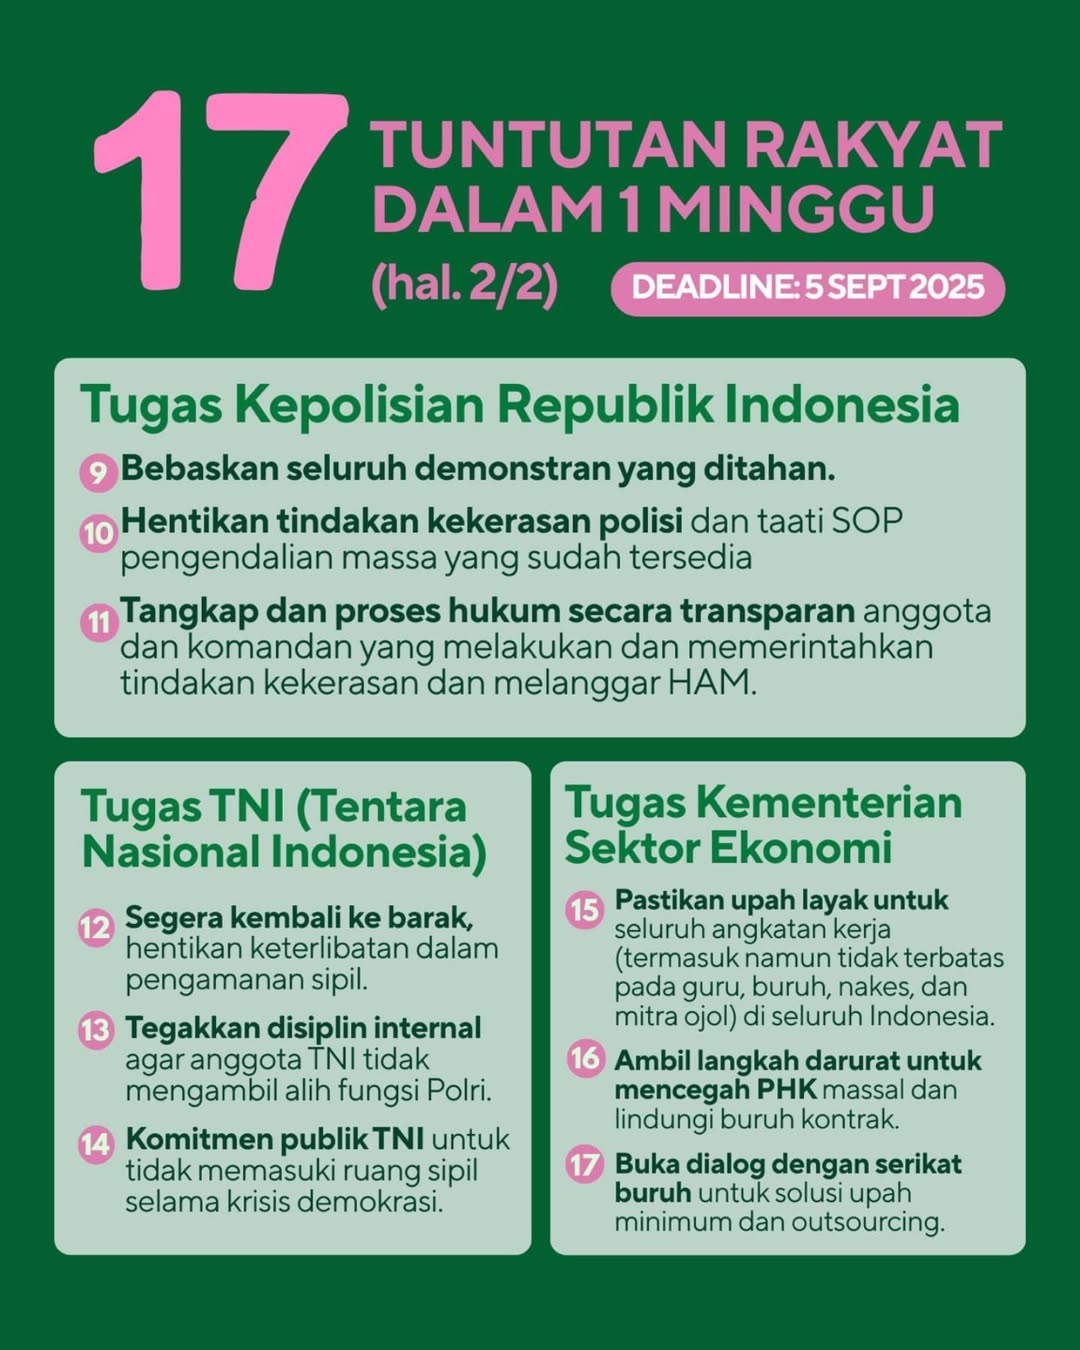 17
TUNTUTAN RAKYAT
DALAM 1 MINGGU
(hal. 2/2)
DEADLINE: 5 SEPT 2025
Tugas Kepolisian Republik Indonesia
9 Bebaskan seluruh demonstran yang ditahan.
10 Hentikan tindakan kekerasan polisi dan taati SOP
pengendalian massa yang sudah tersedia
11 Tangkap dan proses hukum secara transparan anggota
dan komandan yang melakukan dan memerintahkan
tindakan kekerasan dan melanggar HAM.
Tugas TNI (Tentara
Nasional Indonesia)
12 Segera kembali ke barak,
hentikan keterlibatan dalam
pengamanan sipil.
13 Tegakkan disiplin internal
agar anggota TNI tidak
mengambil alih fungsi Polri.
14 Komitmen publik TNI untuk
tidak memasuki ruang sipil
selama krisis demokrasi.
Tugas Kementerian
Sektor Ekonomi
15 Pastikan upah layak untuk
seluruh angkatan kerja
(termasuk namun tidak terbatas
pada guru, buruh, nakes, dan
mitra ojol) di seluruh Indonesia.
16 Ambil langkah darurat untuk
mencegah PHK massal dan
lindungi buruh kontrak.
17 Buka dialog dengan serikat
buruh untuk solusi upah
minimum dan outsourcing.